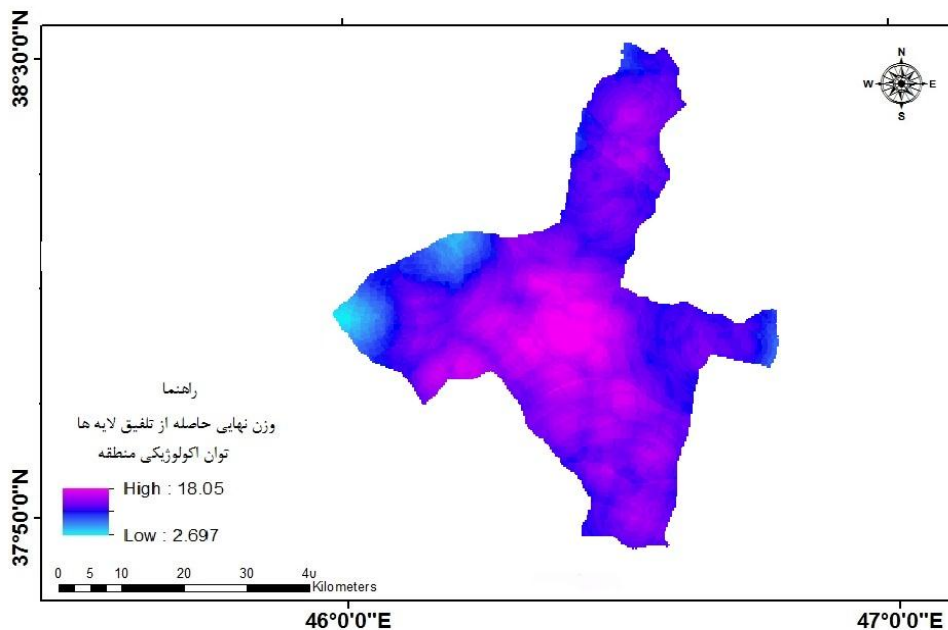 38°30'0"N
N
W E
S
راهنما
وزن نهایی حاصله از تلفیق لایه ها
توان اکولوژیکی منطقه
High : 18.05
Low : 2.697
37°50'0"N
0 5 10 20 30
Kilometers
46°0'0"E
47°0'0"E